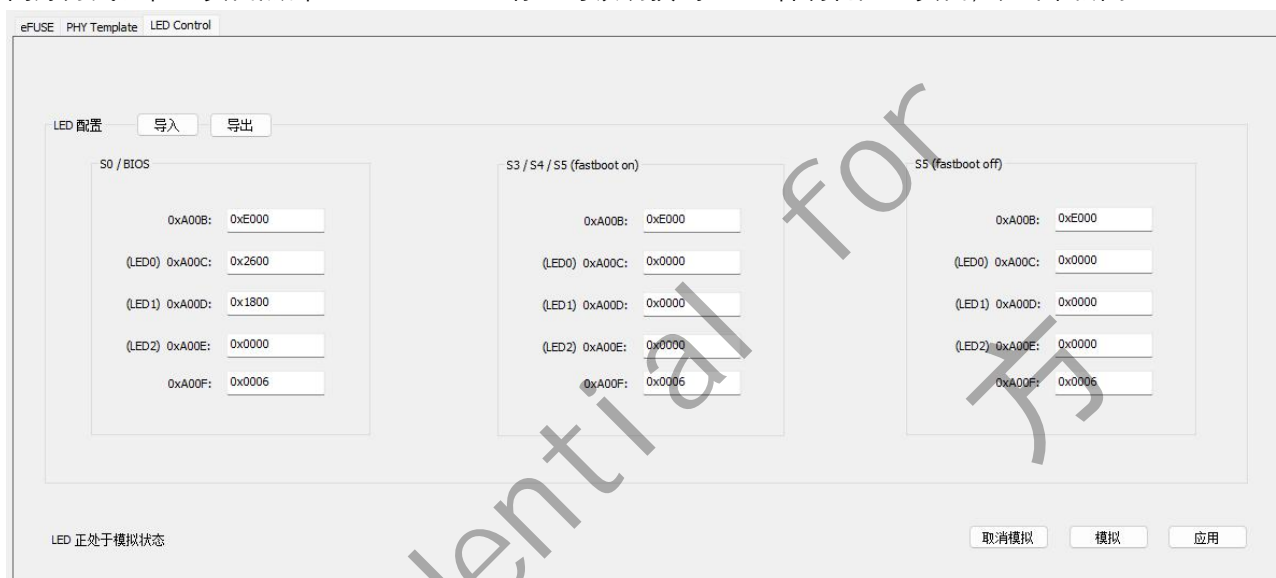 eFUSE PHY Template LED Control
LED 配置 导入 导出
S0 / BIOS
0xA00B: 0xE000
(LED0) 0xA00C: 0x2600
(LED1) 0xA00D: 0x1800
(LED2) 0xA00E: 0x0000
0xA00F: 0x0006
S3 / S4 / S5 (fastboot on)
0xA00B: 0xE000
(LED0) 0xA00C: 0x0000
(LED1) 0xA00D: 0x0000
(LED2) 0xA00E: 0x0000
0xA00F: 0x0006
S5 (fastboot off)
0xA00B: 0xE000
(LED0) 0xA00C: 0x0000
(LED1) 0xA00D: 0x0000
(LED2) 0xA00E: 0x0000
0xA00F: 0x0006
LED 正处于模拟状态
取消模拟 模拟 应用
dential for 方